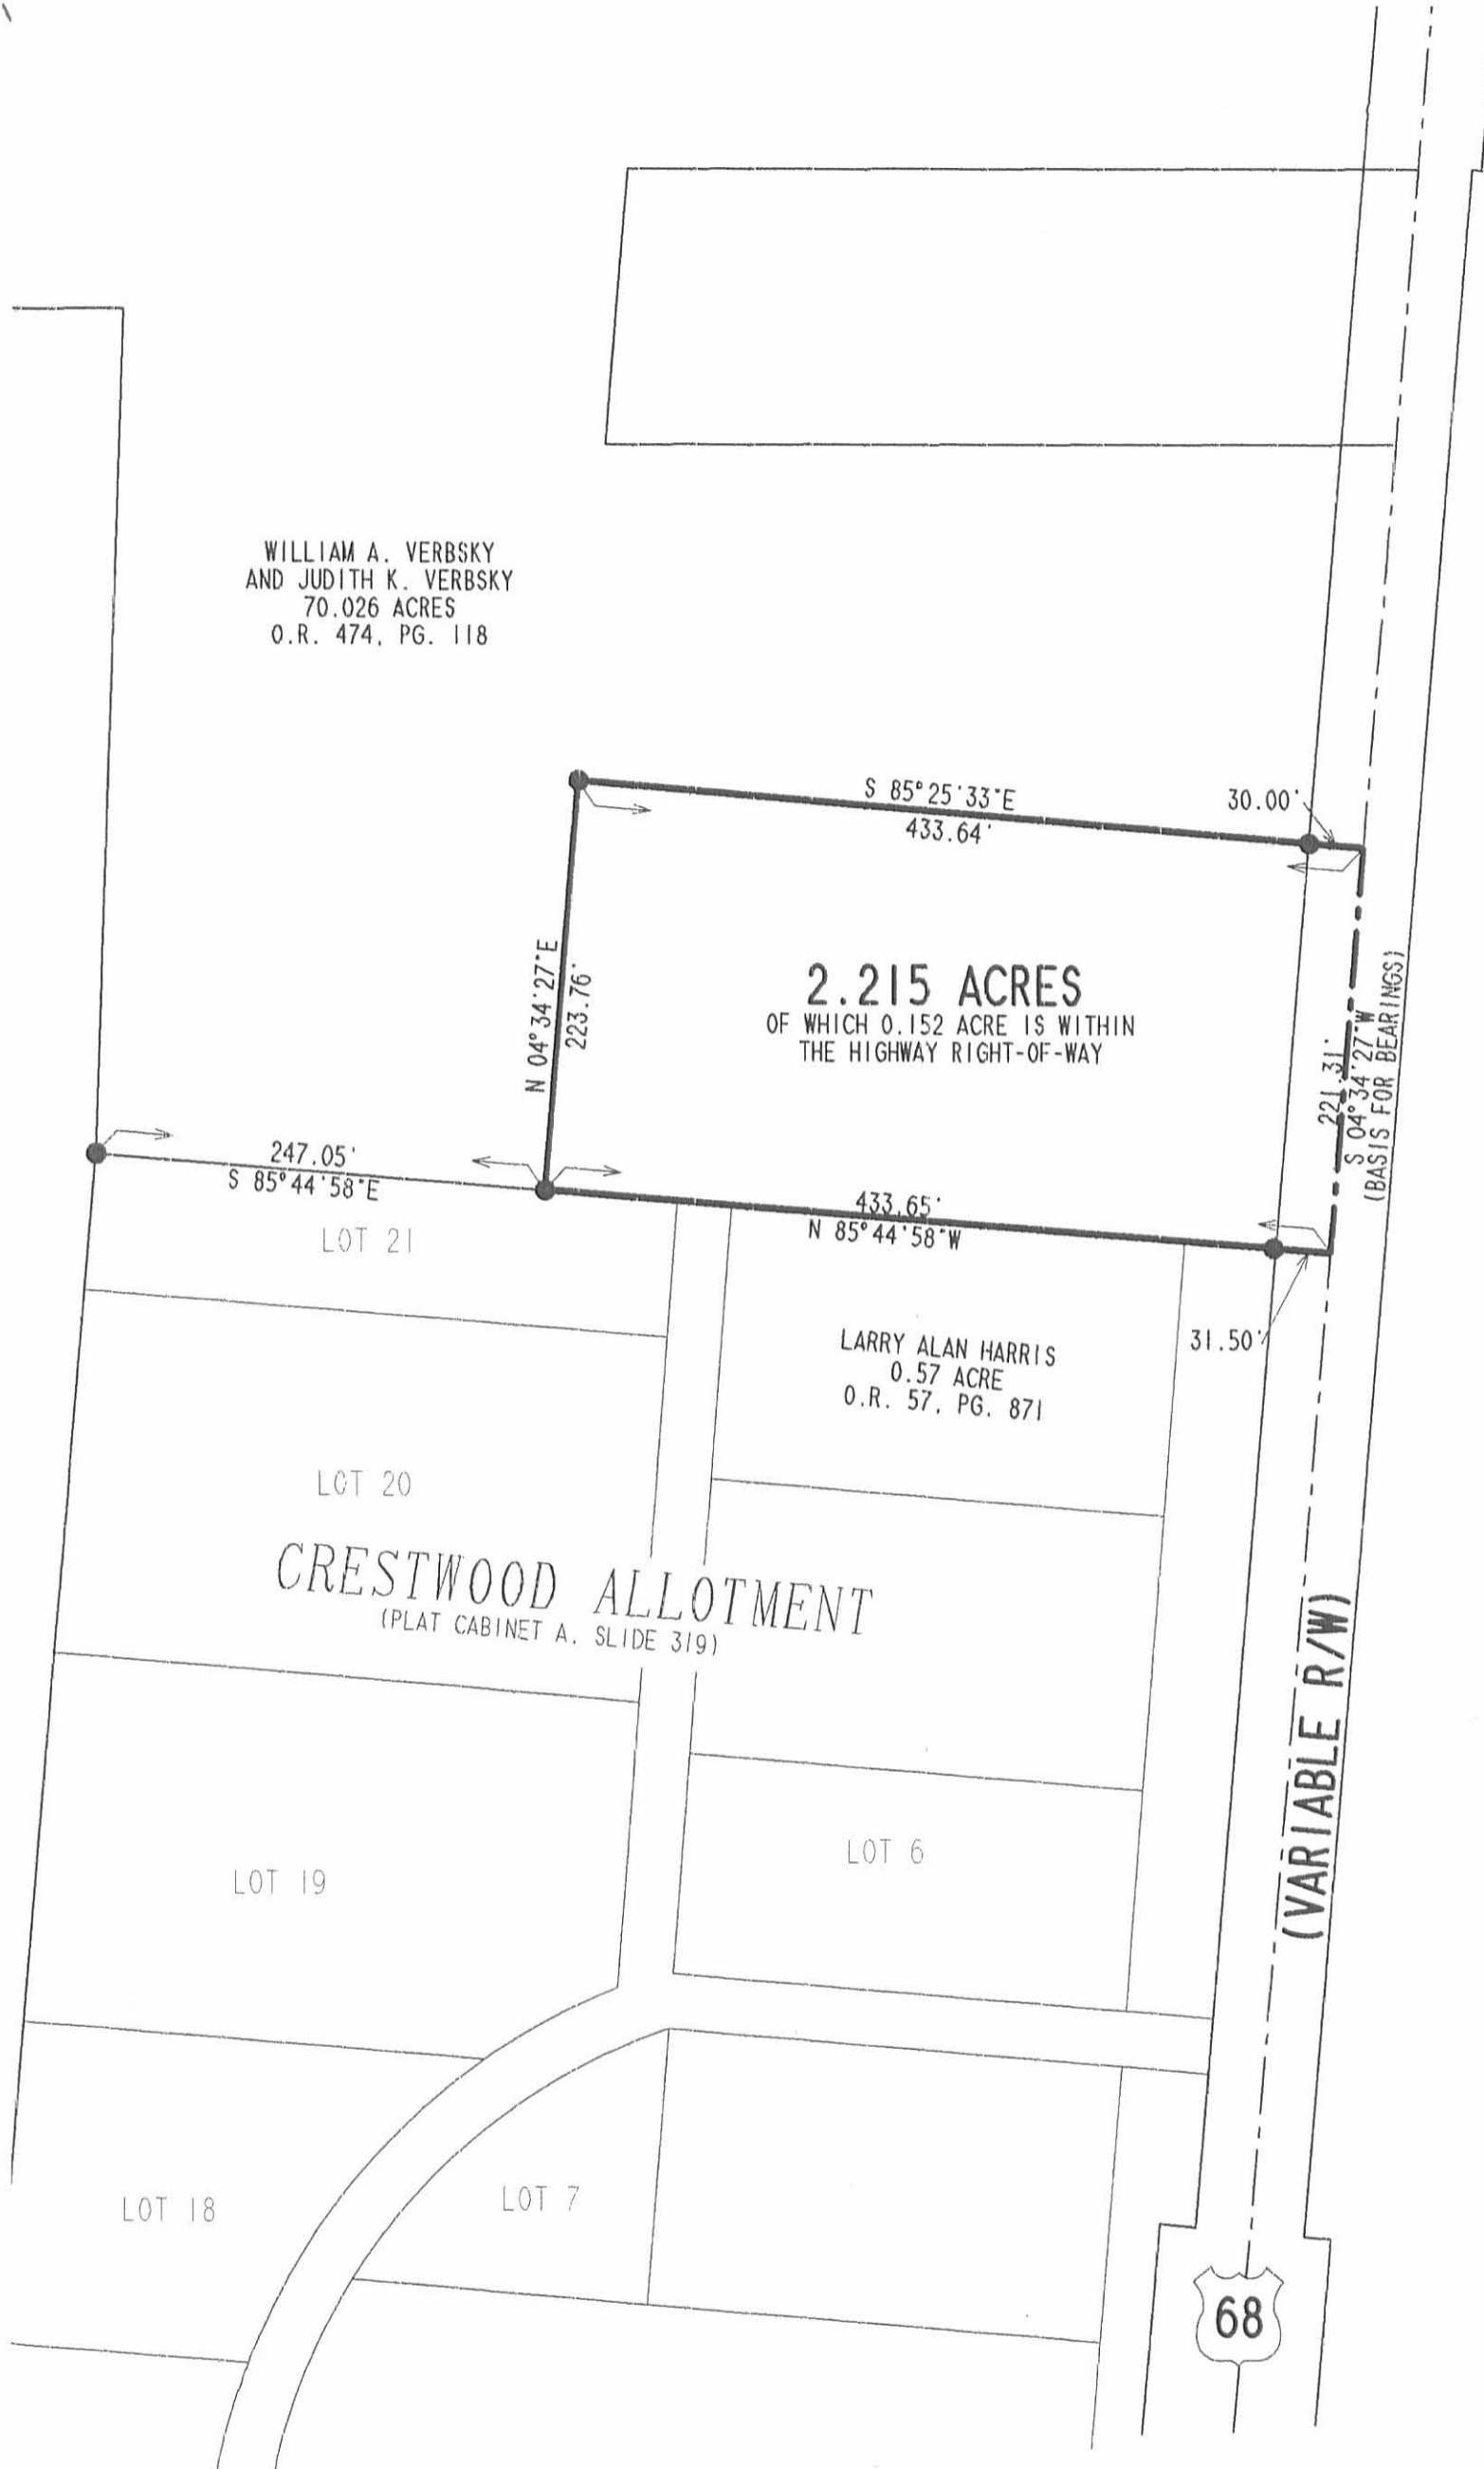 WILLIAM A. VERBSKY
AND JUDITH K. VERBSKY
70.026 ACRES
O.R. 474, PG. 118
S 85°25'33"E
433.64'
30.00'
N 04°34'27"E
223.76'
2.215 ACRES
OF WHICH 0.152 ACRE IS WITHIN
THE HIGHWAY RIGHT-OF-WAY
221.31'
S 04°34'27"W
(BASIS FOR BEARINGS)
247.05'
S 85°44'58"E
433.65'
N 85°44'58"W
LOT 21
LARRY ALAN HARRIS
0.57 ACRE
O.R. 57, PG. 871
31.50'
LOT 20
CRESTWOOD ALLOTMENT
(PLAT CABINET A, SLIDE 319)
(VARIABLE R/W)
LOT 6
LOT 19
LOT 7
LOT 18
68